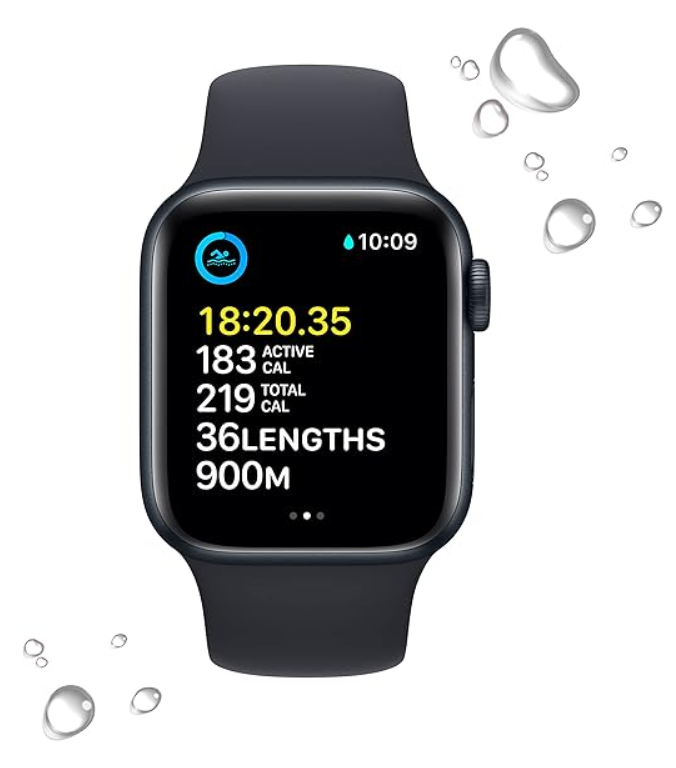 10:09
18:20.35
183 ACTIVE CAL
219 TOTAL CAL
36LENGTHS
900M